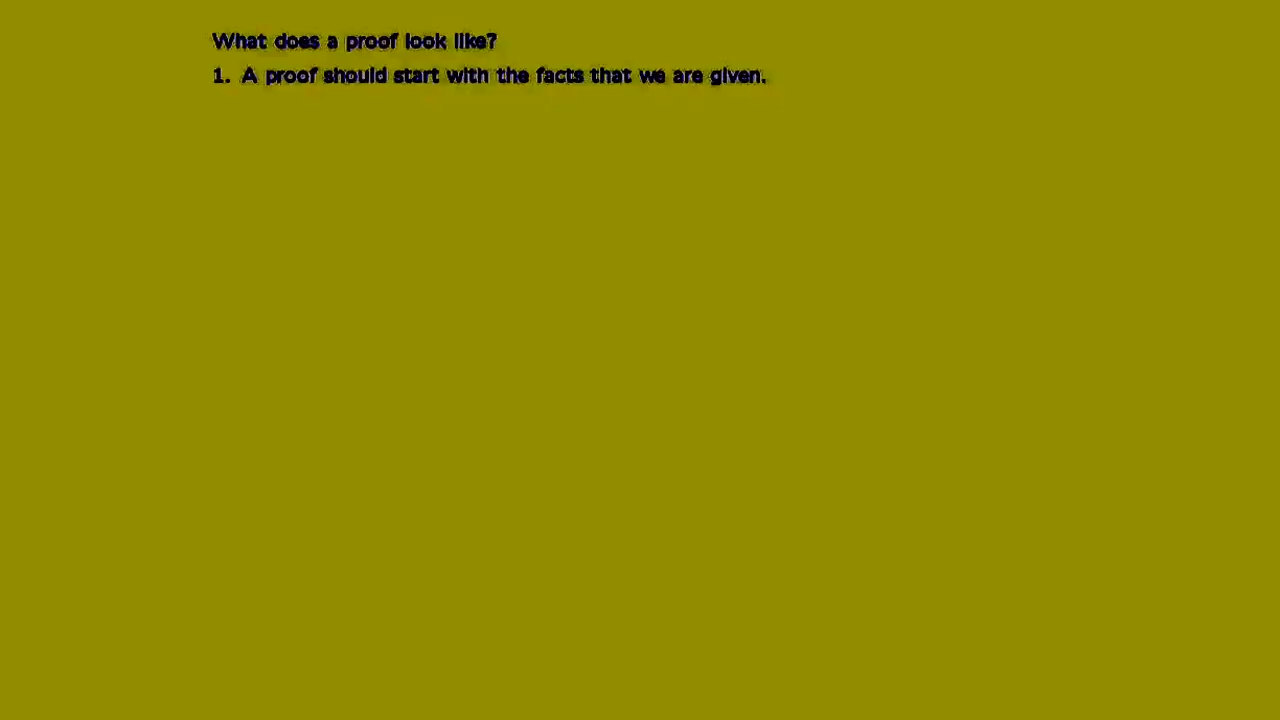 What does a proof look like?
1. A proof should start with the facts that we are given.